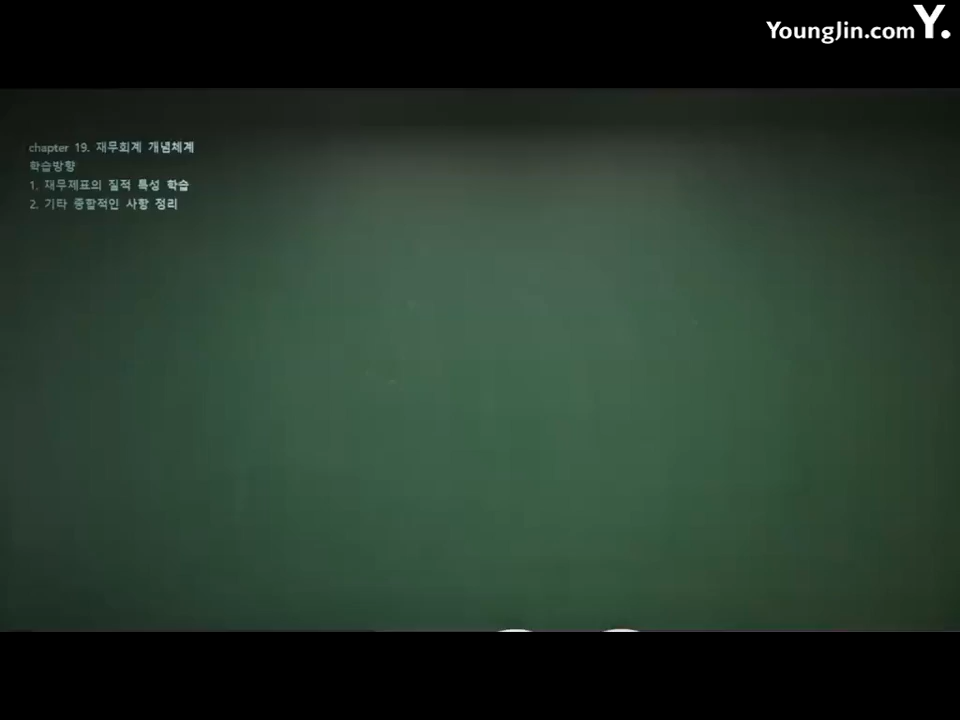 YoungJin.com Y.
chapter 19. 재무회계 개념체계
학습방향
1. 재무제표의 질적 특성 학습
2. 기타 종합적인 사항 정리